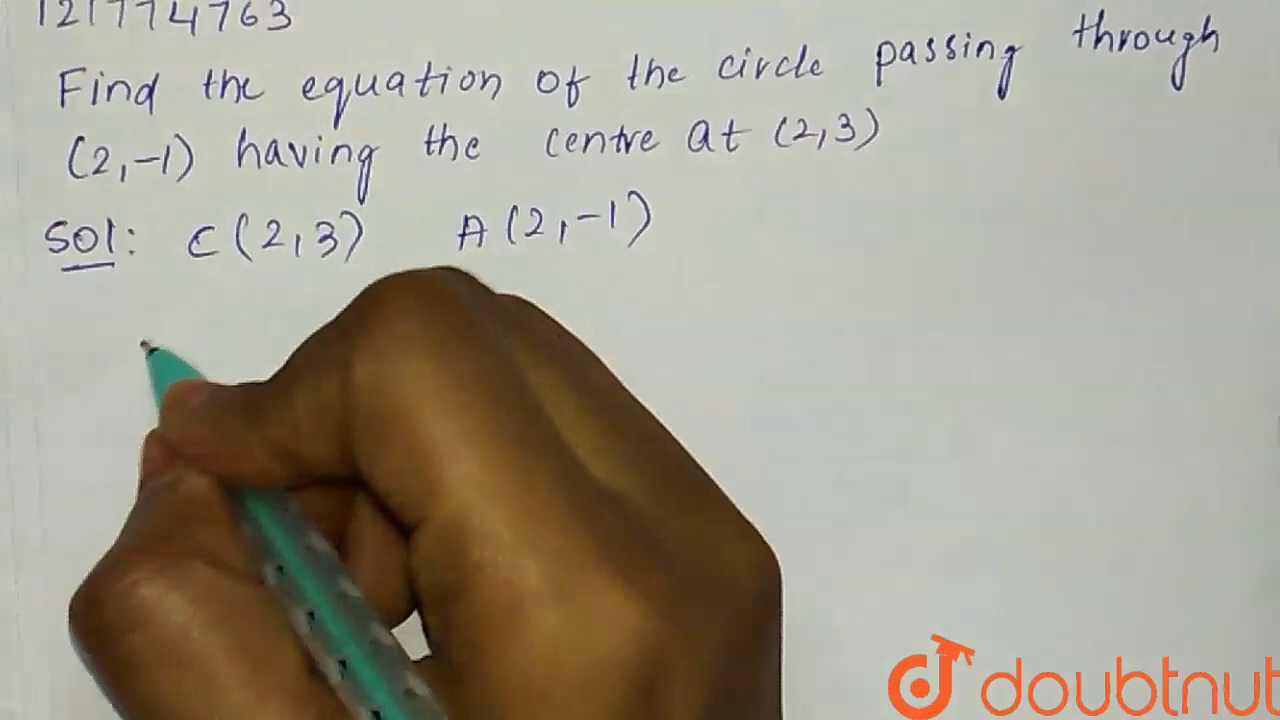 1217774763
Find the equation of the circle passing through
(2,-1) having the centre at (2,3)
Sol: C(2,3) A(2,-1)
doubtnut